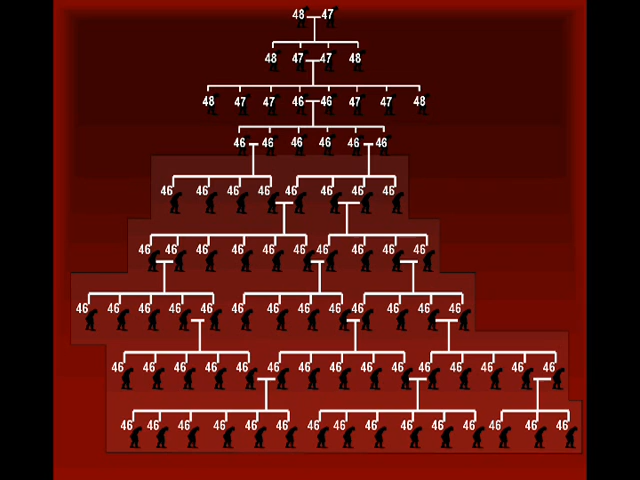 48 47
48 47 47 48
48 47 47 46 46 47 47 48
46 46 46 46 46 46
46 46 46 46 46 46 46 46
46 46 46 46 46 46 46 46 46 46
46 46 46 46 46 46 46 46 46 46 46 46 46
46 46 46 46 46 46 46 46 46 46 46 46 46 46 46
46 46 46 46 46 46 46 46 46 46 46 46 46 46 46